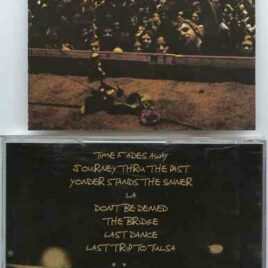 TIME FADES AWAY
JOURNEY THRU THE PAST
YONDER STANDS THE SINNER
LA
DON'T BE DENIED
THE BRIDGE
LAST DANCE
LAST TRIP TO TULSA